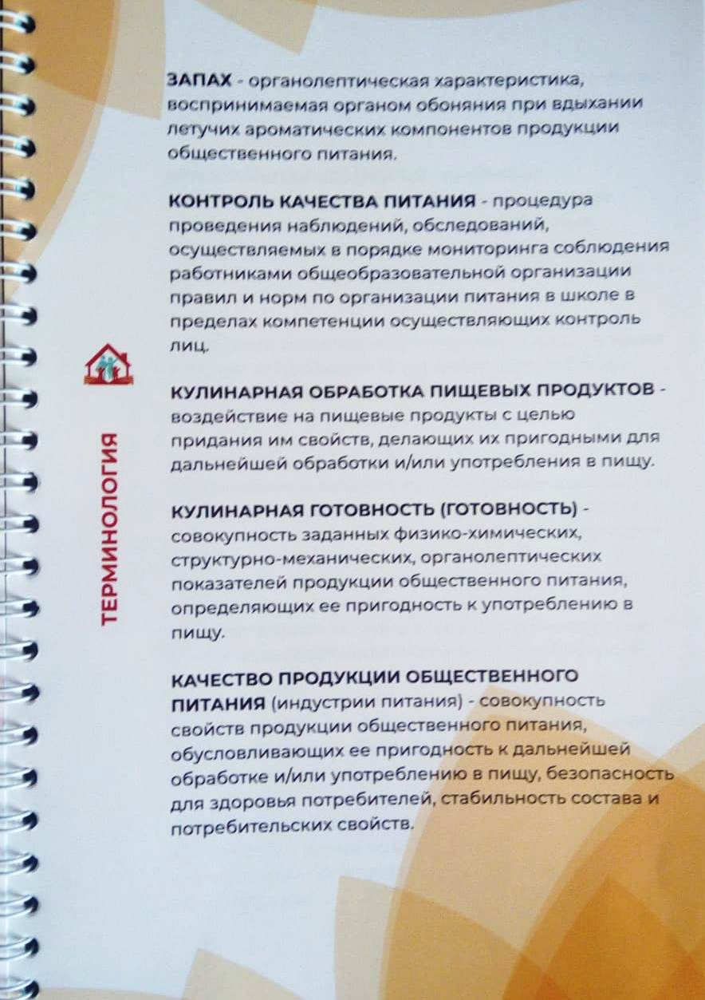 ЗАПАХ - органолептическая характеристика,
воспринимаемая органом обоняния при вдыхании
летучих ароматических компонентов продукции
общественного питания.
КОНТРОЛЬ КАЧЕСТВА ПИТАНИЯ - процедура
проведения наблюдений, обследований,
осуществляемых в порядке мониторинга соблюдения
работниками общеобразовательной организации
правил и норм по организации питания в школе в
пределах компетенции осуществляющих контроль
лиц.
КУЛИНАРНАЯ ОБРАБОТКА ПИЩЕВЫХ ПРОДУКТОВ -
воздействие на пищевые продукты с целью
придания им свойств, делающих их пригодными для
дальнейшей обработки и/или употребления в пищу.
КУЛИНАРНАЯ ГОТОВНОСТЬ (ГОТОВНОСТЬ) -
совокупность заданных физико-химических,
структурно-механических, органолептических
показателей продукции общественного питания,
определяющих ее пригодность к употреблению в
пищу.
КАЧЕСТВО ПРОДУКЦИИ ОБЩЕСТВЕННОГО
ПИТАНИЯ (индустрии питания) - совокупность
свойств продукции общественного питания,
обусловливающих ее пригодность к дальнейшей
обработке и/или употреблению в пищу, безопасность
для здоровья потребителей, стабильность состава и
потребительских свойств.
ТЕРМИНОЛОГИЯ